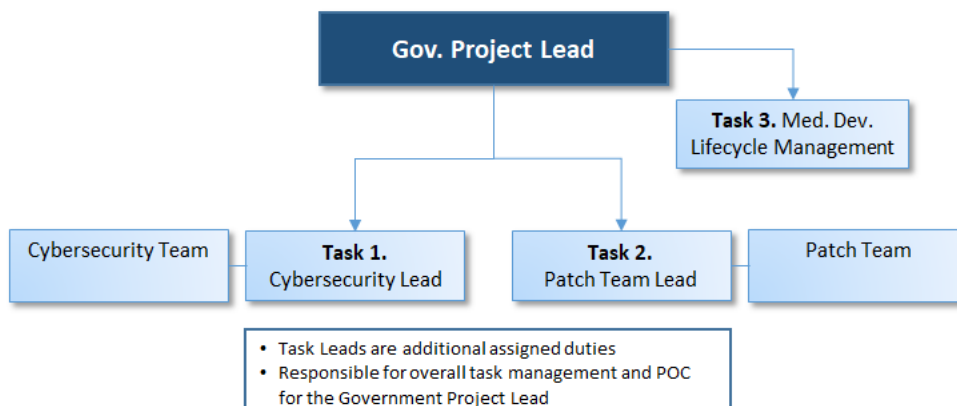 Gov. Project Lead
Task 3. Med. Dev.
Lifecycle Management
Cybersecurity Team
Task 1.
Cybersecurity Lead
Task 2.
Patch Team Lead
Patch Team
• Task Leads are additional assigned duties
• Responsible for overall task management and POC
for the Government Project Lead